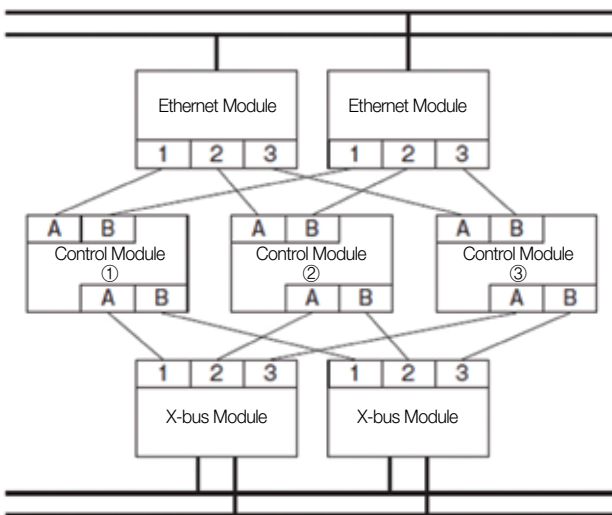 Ethernet Module Ethernet Module
1 2 3 1 2 3
A B A B A B
Control Module Control Module Control Module
① ② ③
A B A B A B
1 2 3 1 2 3
X-bus Module X-bus Module